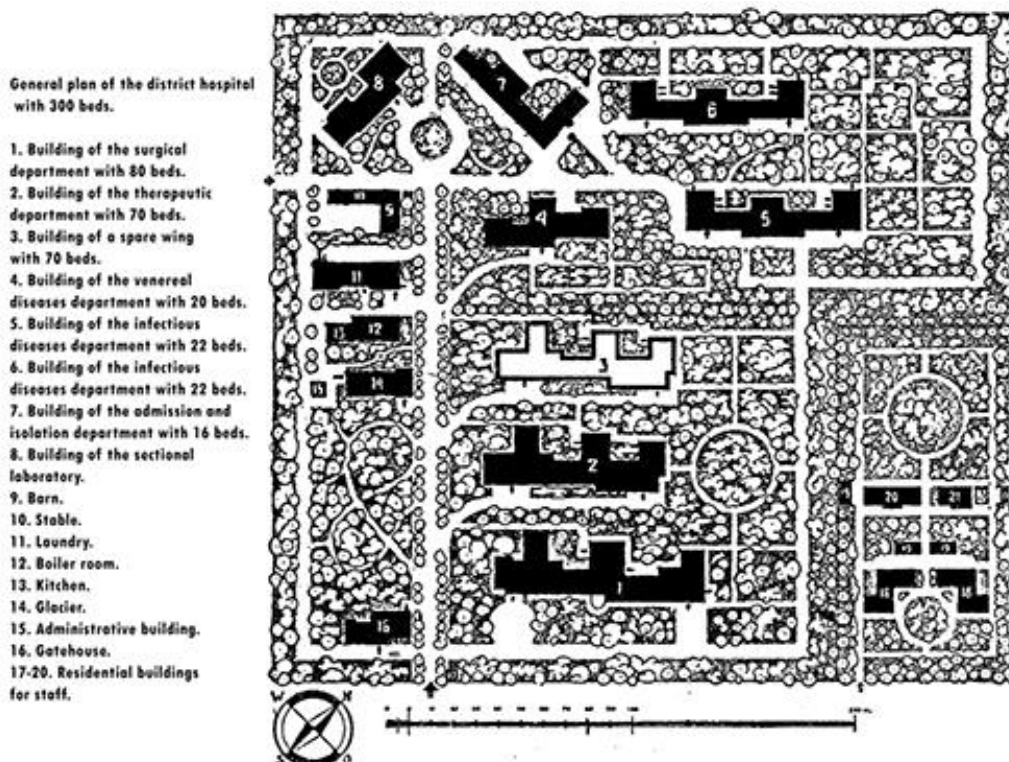 General plan of the district hospital
with 300 beds.
1. Building of the surgical
department with 80 beds.
2. Building of the therapeutic
department with 70 beds.
3. Building of a spare wing
with 70 beds.
4. Building of the venereal
diseases department with 20 beds.
5. Building of the infectious
diseases department with 22 beds.
6. Building of the infectious
diseases department with 22 beds.
7. Building of the admission and
isolation department with 16 beds.
8. Building of the sectional
laboratory.
9. Barn.
10. Stable.
11. Laundry.
12. Boiler room.
13. Kitchen.
14. Glacier.
15. Administrative building.
16. Gatehouse.
17-20. Residential buildings
for staff.
8
7
6
9
4
5
11
13
12
3
14
2
20
21
1
W
N
S
O